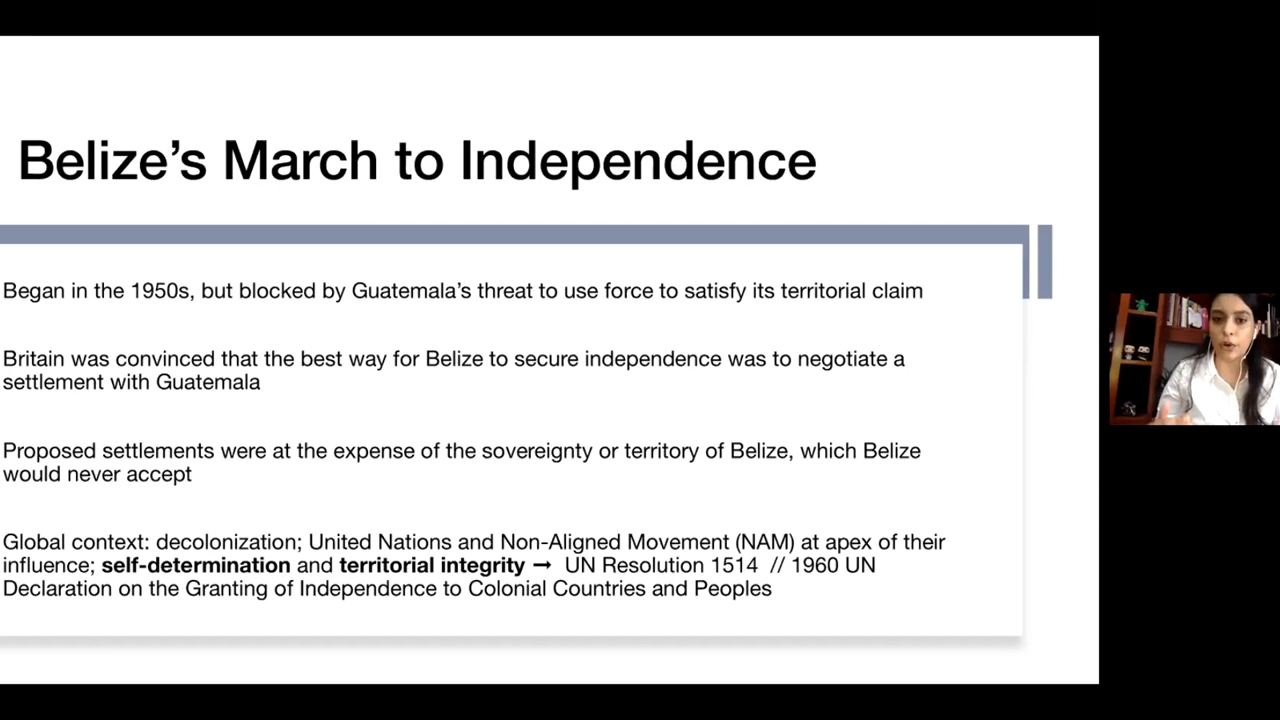 Belize’s March to Independence
Began in the 1950s, but blocked by Guatemala’s threat to use force to satisfy its territorial claim
Britain was convinced that the best way for Belize to secure independence was to negotiate a
settlement with Guatemala
Proposed settlements were at the expense of the sovereignty or territory of Belize, which Belize
would never accept
Global context: decolonization; United Nations and Non-Aligned Movement (NAM) at apex of their
influence; self-determination and territorial integrity → UN Resolution 1514 // 1960 UN
Declaration on the Granting of Independence to Colonial Countries and Peoples